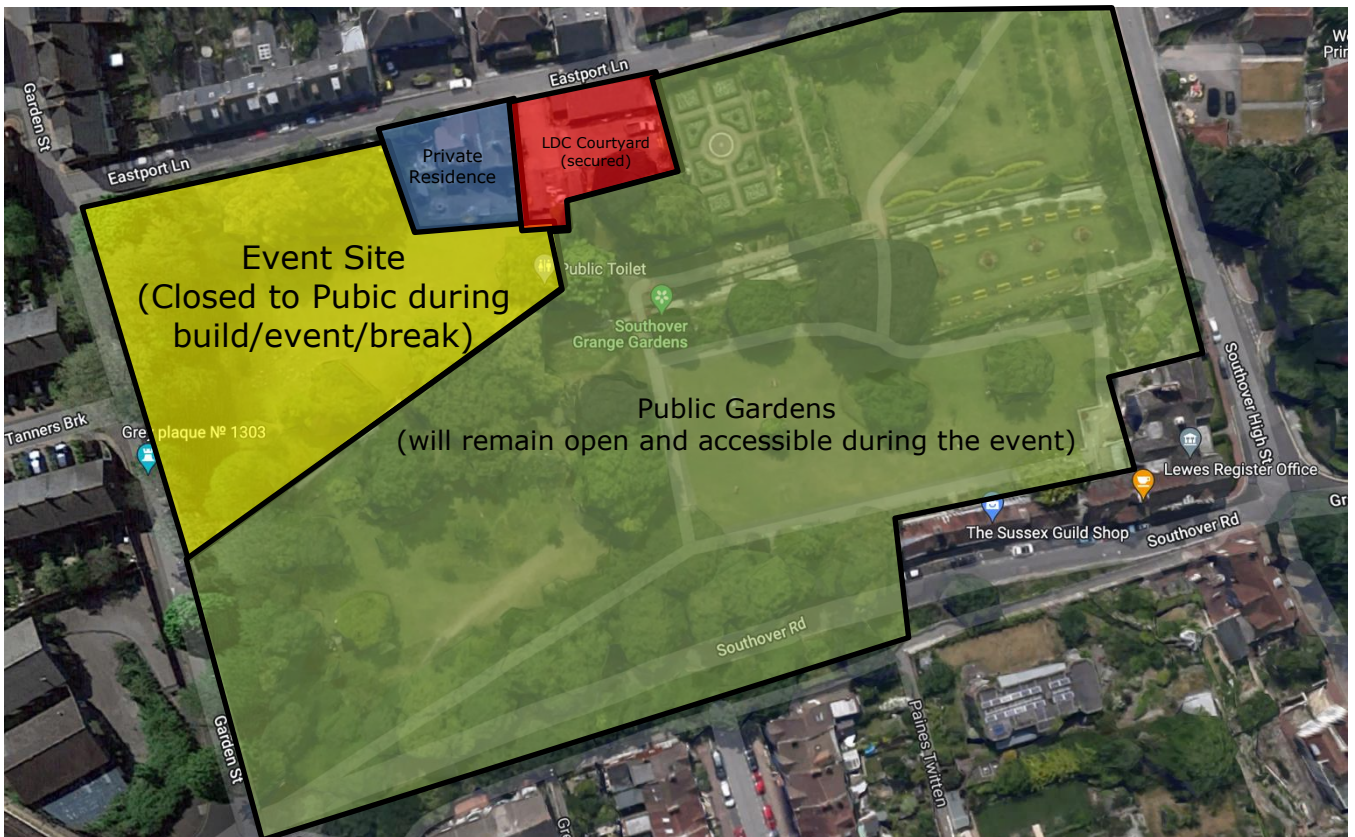 Eastport Ln
Garden St
Eastport Ln
Private
Residence
LDC Courtyard
(secured)
Event Site
(Closed to Pubic during
build/event/break)
Public Toilet
Southover
Grange Gardens
Public Gardens
(will remain open and accessible during the event)
Tanners Brk
Grey plaque Nº 1303
Southover High St
Lewes Register Office
The Sussex Guild Shop
Southover Rd
Southover Rd
Garden St
Paines Twitten